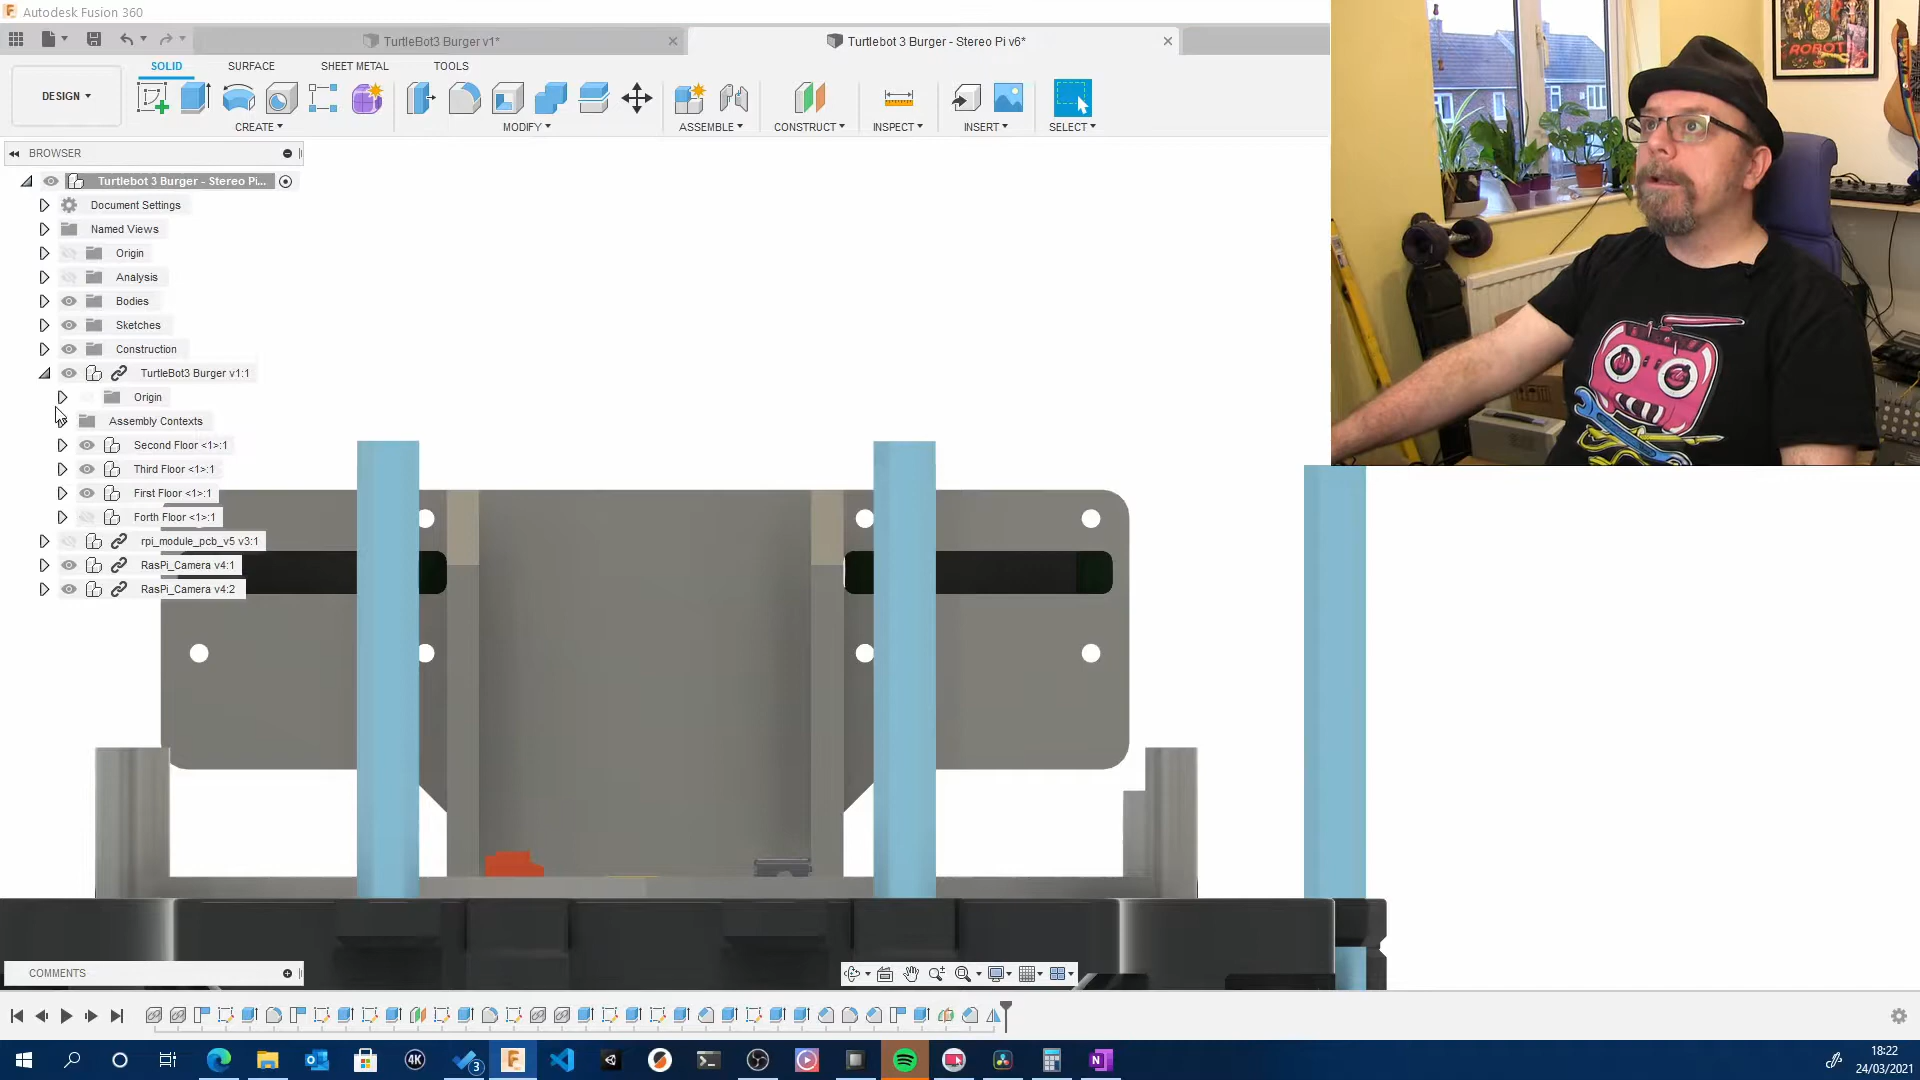 Autodesk Fusion 360
TurtleBot3 Burger v1*
Turtlebot 3 Burger - Stereo Pi v6*
SOLID
SURFACE
SHEET METAL
TOOLS
DESIGN
CREATE
MODIFY
ASSEMBLE
CONSTRUCT
INSPECT
INSERT
SELECT
BROWSER
Turtlebot 3 Burger - Stereo Pi...
Document Settings
Named Views
Origin
Analysis
Bodies
Sketches
Construction
TurtleBot3 Burger v1:1
Origin
Assembly Contexts
Second Floor <1>:1
Third Floor <1>:1
First Floor <1>:1
Forth Floor <1>:1
rpi_module_pcb_v5 v3:1
RasPi_Camera v4:1
RasPi_Camera v4:2
ROBOT
COMMENTS
4K
3
18:22
24/03/2021